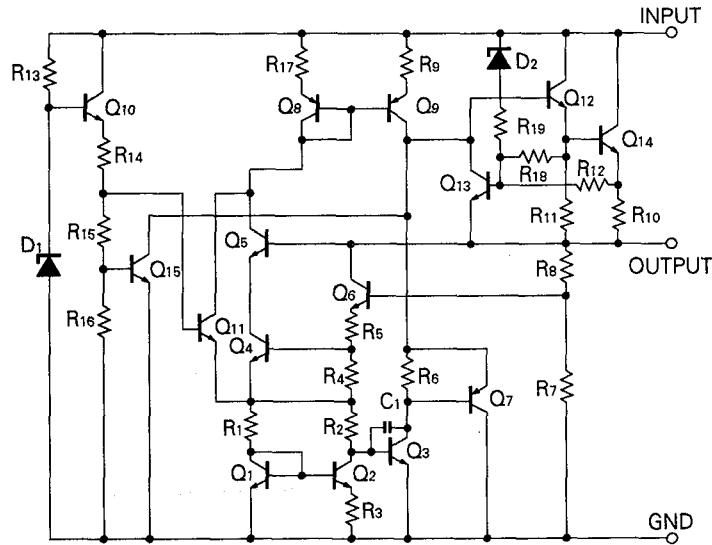 INPUT
R13
R17
R9
D2
Q10
Q8
Q9
Q12
R19
Q14
R14
R18
R12
Q13
R15
R11
R10
D1
Q15
Q5
OUTPUT
Q6
R8
R16
Q11
R5
Q4
R4
R6
R7
C1
Q7
R1
R2
Q3
Q1
Q2
R3
GND